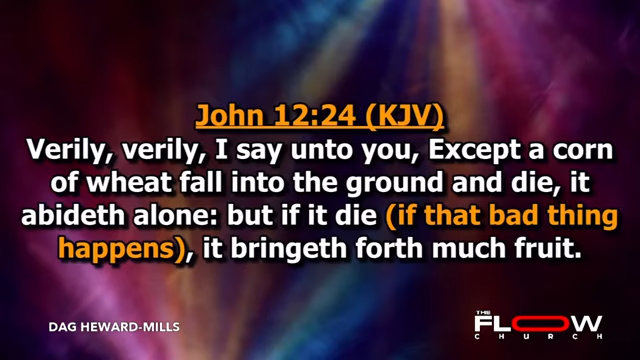 John 12:24 (KJV)
Verily, verily, I say unto you, Except a corn
of wheat fall into the ground and die, it
abideth alone: but if it die (if that bad thing
happens), it bringeth forth much fruit.
DAG HEWARD-MILLS
THE
FLOW
CHURCH